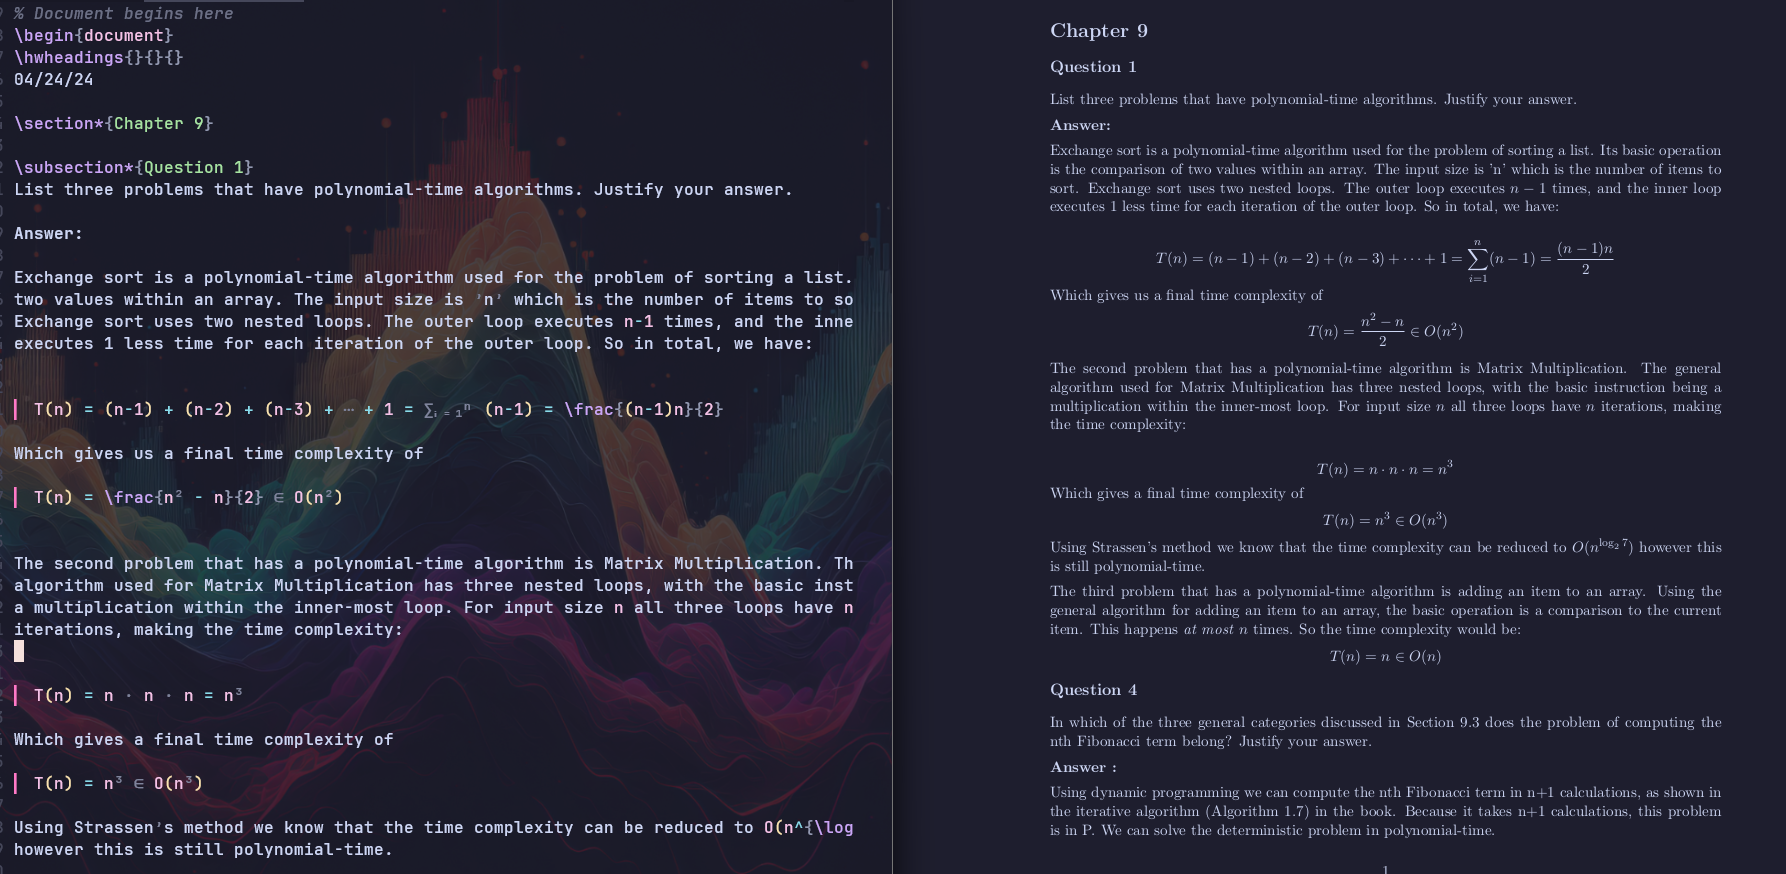 % Document begins here
\begin{document}
\hwheadings{}{}{}
04/24/24
\section*{Chapter 9}
\subsection*{Question 1}
List three problems that have polynomial-time algorithms. Justify your answer.
Answer:
Exchange sort is a polynomial-time algorithm used for the problem of sorting a list.
two values within an array. The input size is 'n' which is the number of items to so
Exchange sort uses two nested loops. The outer loop executes n-1 times, and the inne
executes 1 less time for each iteration of the outer loop. So in total, we have:
T(n) = (n-1) + (n-2) + (n-3) + ⋯ + 1 = ∑ᵢ₌₁ⁿ (n-1) = \frac{(n-1)n}{2}
Which gives us a final time complexity of
T(n) = \frac{n² - n}{2} ∈ O(n²)
The second problem that has a polynomial-time algorithm is Matrix Multiplication. Th
algorithm used for Matrix Multiplication has three nested loops, with the basic inst
a multiplication within the inner-most loop. For input size n all three loops have n
iterations, making the time complexity:
T(n) = n · n · n = n³
Which gives a final time complexity of
T(n) = n³ ∈ O(n³)
Using Strassen's method we know that the time complexity can be reduced to O(n^{\log
however this is still polynomial-time.
Chapter 9
Question 1
List three problems that have polynomial-time algorithms. Justify your answer.
Answer:
Exchange sort is a polynomial-time algorithm used for the problem of sorting a list. Its basic operation
is the comparison of two values within an array. The input size is 'n' which is the number of items to
sort. Exchange sort uses two nested loops. The outer loop executes n − 1 times, and the inner loop
executes 1 less time for each iteration of the outer loop. So in total, we have:
T(n) = (n − 1) + (n − 2) + (n − 3) + ⋯ + 1 = ∑ᵢ₌₁ⁿ (n − 1) = (n − 1)n / 2
Which gives us a final time complexity of
T(n) = n² − n / 2 ∈ O(n²)
The second problem that has a polynomial-time algorithm is Matrix Multiplication. The general
algorithm used for Matrix Multiplication has three nested loops, with the basic instruction being a
multiplication within the inner-most loop. For input size n all three loops have n iterations, making
the time complexity:
T(n) = n · n · n = n³
Which gives a final time complexity of
T(n) = n³ ∈ O(n³)
Using Strassen's method we know that the time complexity can be reduced to O(n^{log₂ 7}) however this
is still polynomial-time.
The third problem that has a polynomial-time algorithm is adding an item to an array. Using the
general algorithm for adding an item to an array, the basic operation is a comparison to the current
item. This happens at most n times. So the time complexity would be:
T(n) = n ∈ O(n)
Question 4
In which of the three general categories discussed in Section 9.3 does the problem of computing the
nth Fibonacci term belong? Justify your answer.
Answer :
Using dynamic programming we can compute the nth Fibonacci term in n+1 calculations, as shown in
the iterative algorithm (Algorithm 1.7) in the book. Because it takes n+1 calculations, this problem
is in P. We can solve the deterministic problem in polynomial-time.